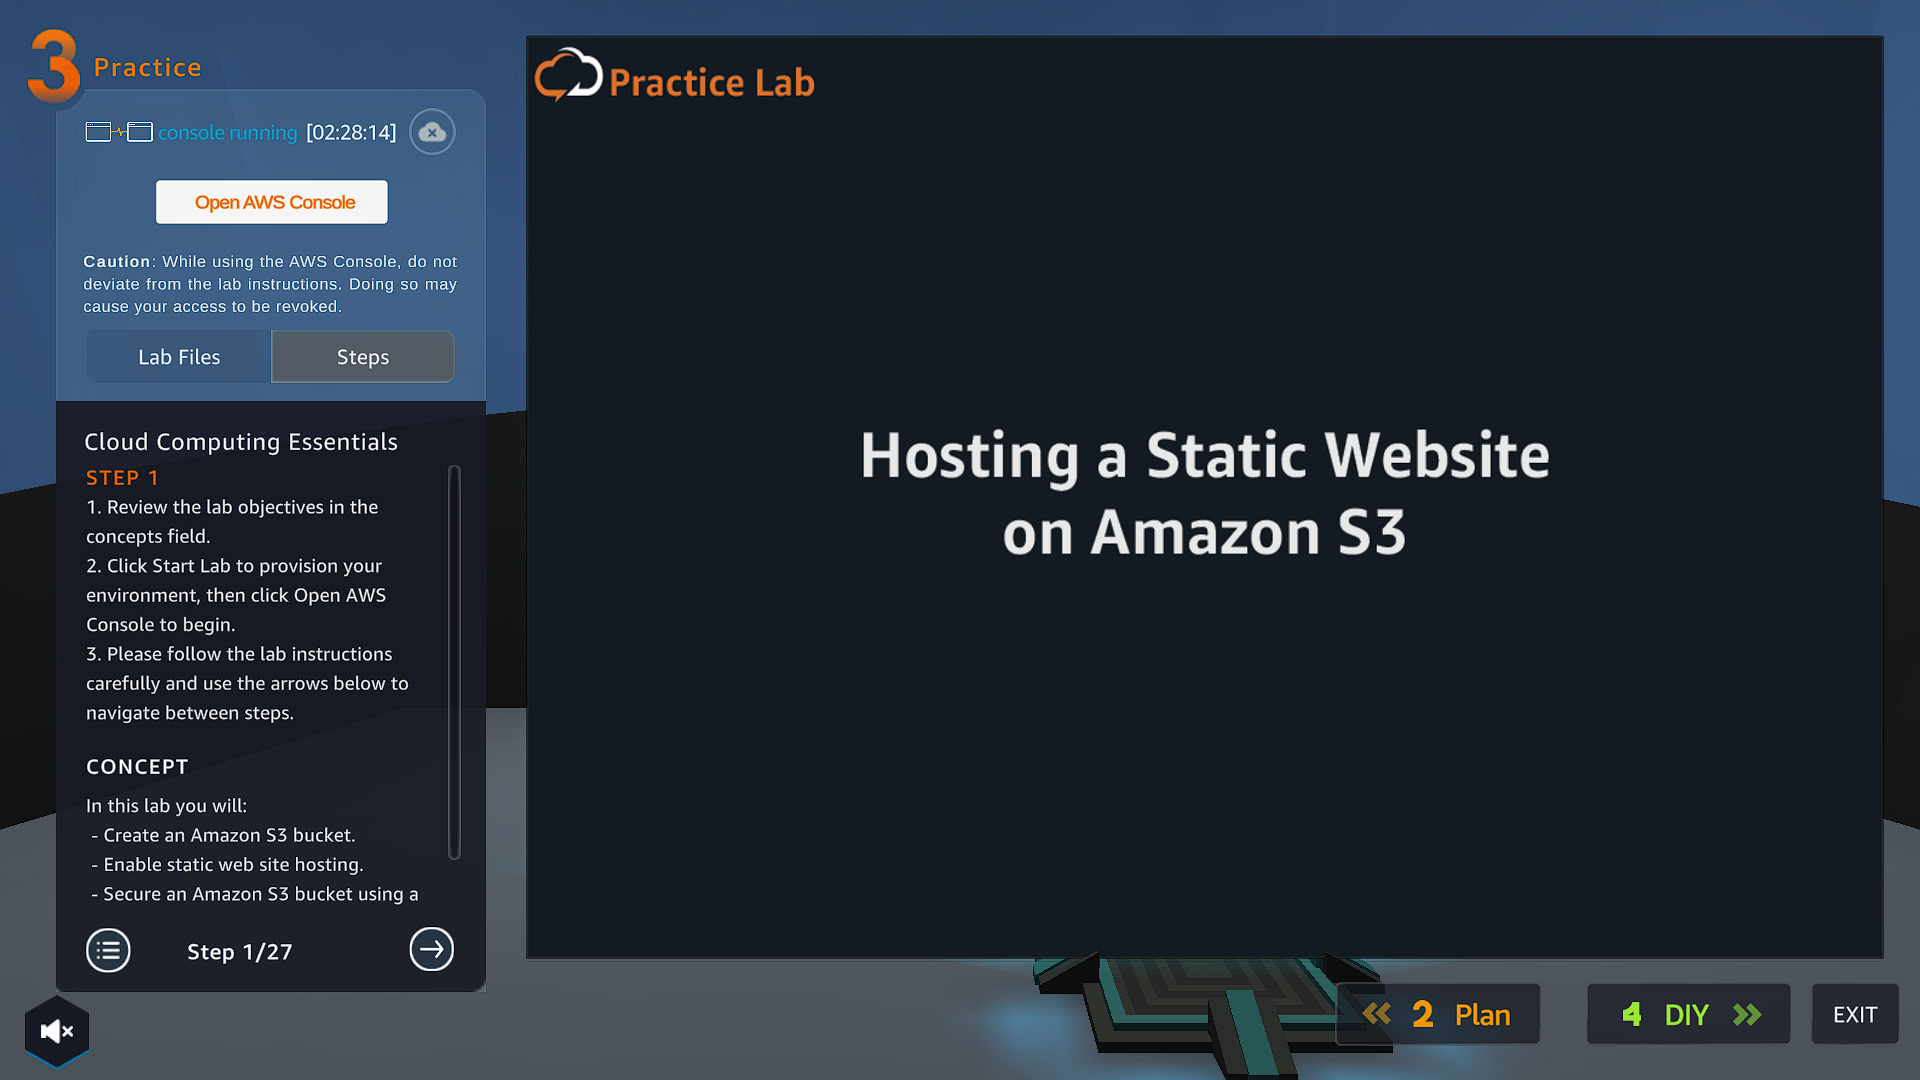 3 Practice
console running [02:28:14]
Open AWS Console
Caution: While using the AWS Console, do not
deviate from the lab instructions. Doing so may
cause your access to be revoked.
Lab Files
Steps
Cloud Computing Essentials
STEP 1
1. Review the lab objectives in the
concepts field.
2. Click Start Lab to provision your
environment, then click Open AWS
Console to begin.
3. Please follow the lab instructions
carefully and use the arrows below to
navigate between steps.
CONCEPT
In this lab you will:
- Create an Amazon S3 bucket.
- Enable static web site hosting.
- Secure an Amazon S3 bucket using a
Step 1/27
Practice Lab
Hosting a Static Website
on Amazon S3
2 Plan
4 DIY
EXIT